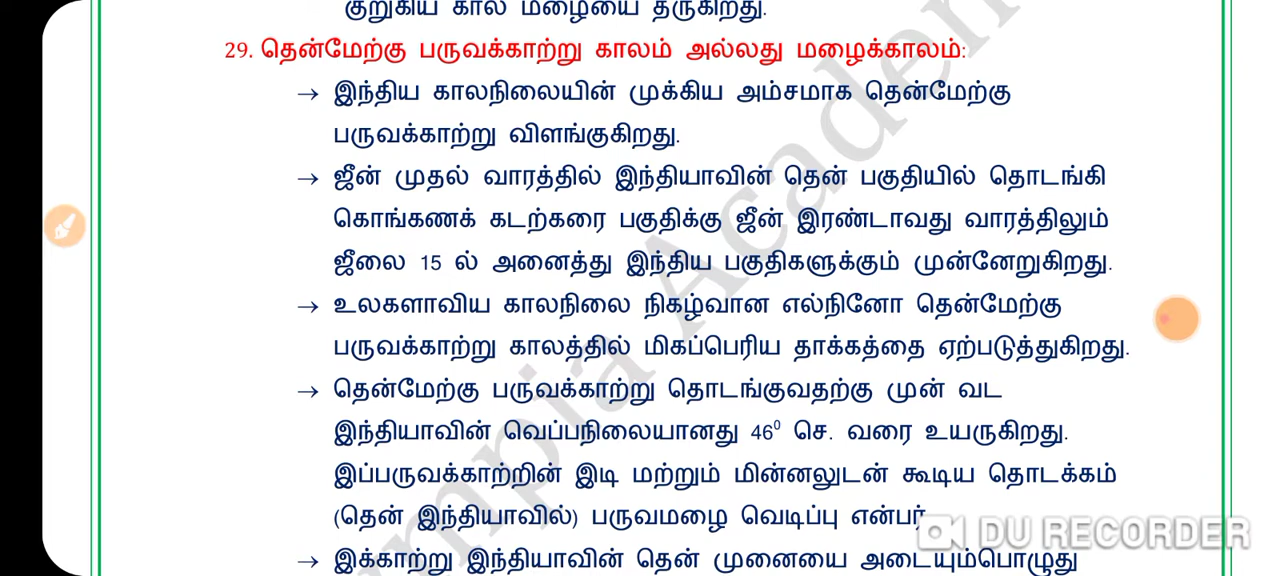 குறுகிய கால மழையை தருகிறது.
29. தென்மேற்கு பருவக்காற்று காலம் அல்லது மழைக்காலம்:
→ இந்திய காலநிலையின் முக்கிய அம்சமாக தென்மேற்கு
பருவக்காற்று விளங்குகிறது.
→ ஜீன் முதல் வாரத்தில் இந்தியாவின் தென் பகுதியில் தொடங்கி
கொங்கணக் கடற்கரை பகுதிக்கு ஜீன் இரண்டாவது வாரத்திலும்
ஜீலை 15 ல் அனைத்து இந்திய பகுதிகளுக்கும் முன்னேறுகிறது.
→ உலகளாவிய காலநிலை நிகழ்வான எல்நினோ தென்மேற்கு
பருவக்காற்று காலத்தில் மிகப்பெரிய தாக்கத்தை ஏற்படுத்துகிறது.
→ தென்மேற்கு பருவக்காற்று தொடங்குவதற்கு முன் வட
இந்தியாவின் வெப்பநிலையானது 46⁰ செ. வரை உயருகிறது.
இப்பருவக்காற்றின் இடி மற்றும் மின்னலுடன் கூடிய தொடக்கம்
(தென் இந்தியாவில்) பருவமழை வெடிப்பு என்பர்
→ இக்காற்று இந்தியாவின் தென் முனையை அடையும்பொழுது
DU RECORDER